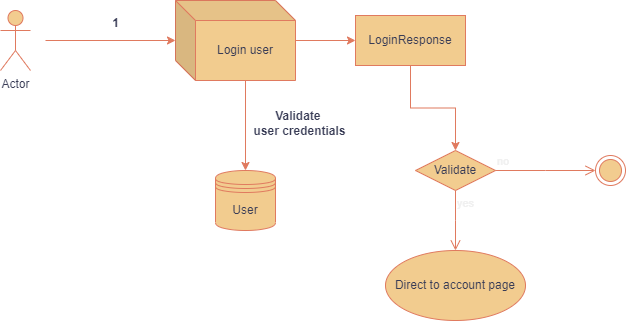 1
Login user
LoginResponse
Actor
Validate
user credentials
no
Validate
yes
User
Direct to account page